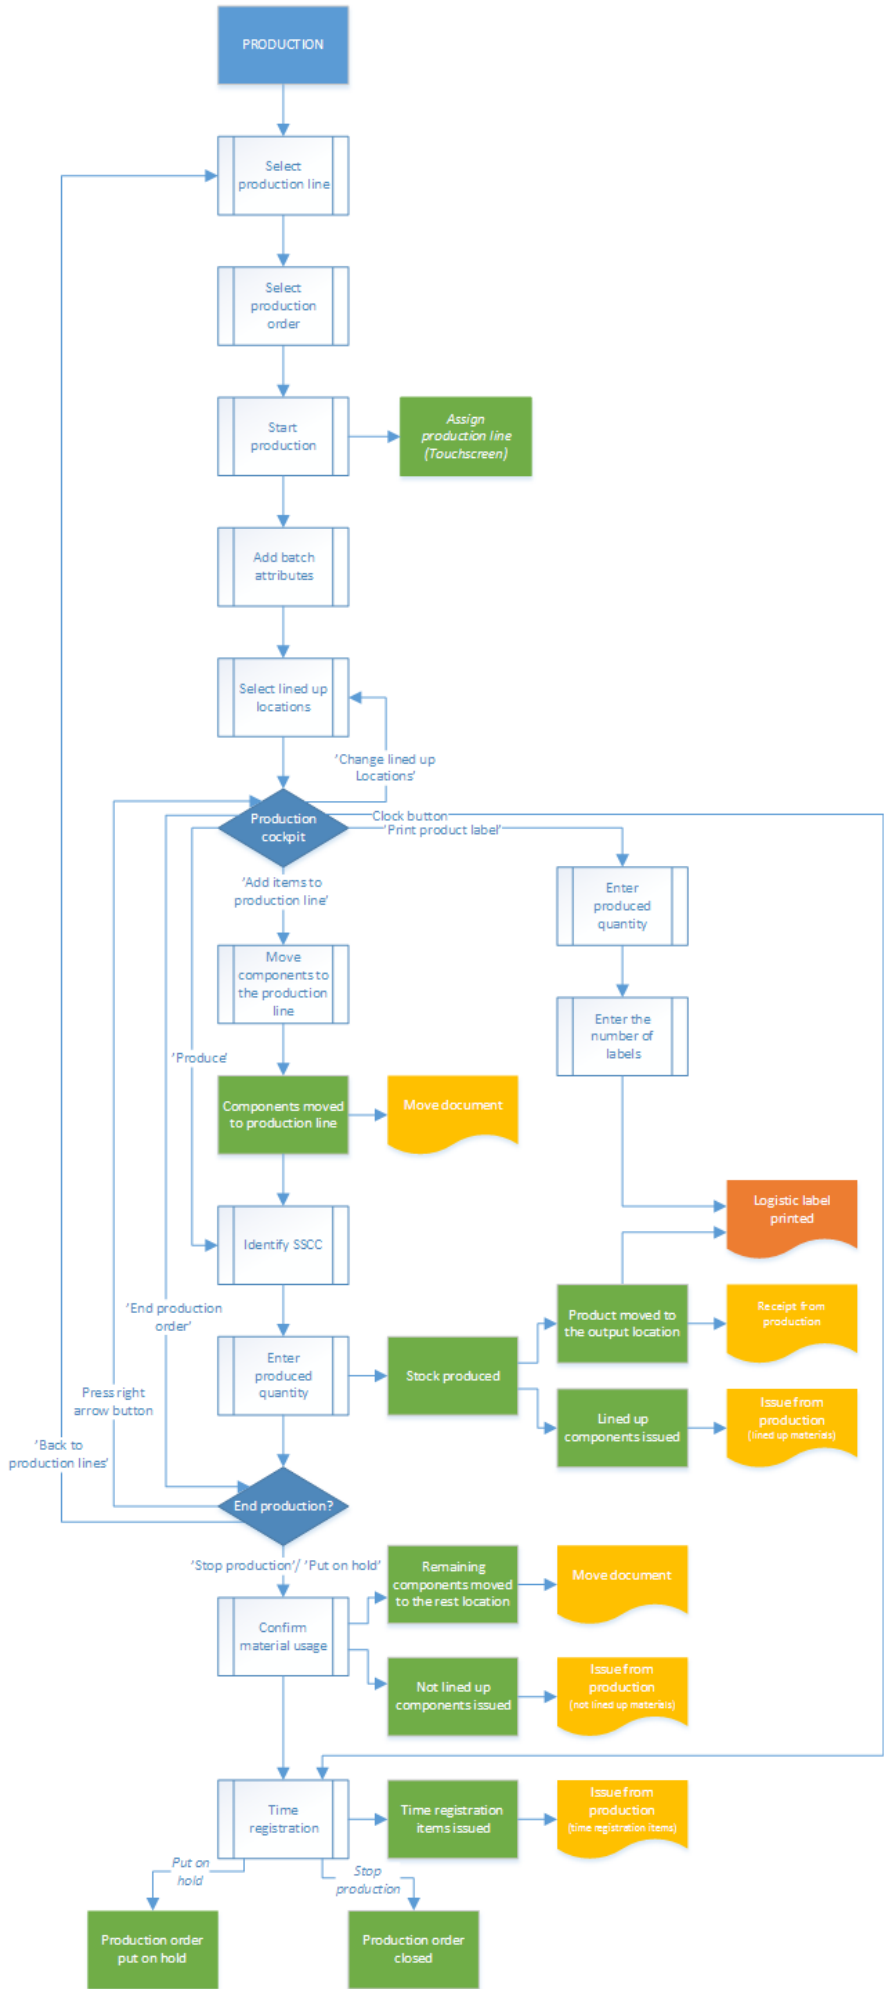 PRODUCTION
Select
production line
Select
production
order
Start
production
Assign
production line
(Touchscreen)
Add batch
attributes
Select lined up
locations
'Change lined up
Locations'
Production
cockpit
Clock button
'Print product label'
'Add items to
production line'
Enter
produced
quantity
Move
components to
the production
line
Enter the
number of
labels
'Produce'
Components moved
to production line
Move document
Logistic label
printed
Identify SSCC
'End production
order'
Product moved to
the output location
Receipt from
production
Enter
produced
quantity
Stock produced
Press right
arrow button
Lined up
components issued
Issue from
production
(lined up materials)
'Back to
production lines'
End production?
'Stop production'/ 'Put on hold'
Remaining
components moved
to the rest location
Move document
Confirm
material usage
Not lined up
components issued
Issue from
production
(not lined up materials)
Time
registration
Time registration
items issued
Issue from
production
(time registration items)
Put on
hold
Stop
production
Production order
put on hold
Production order
closed